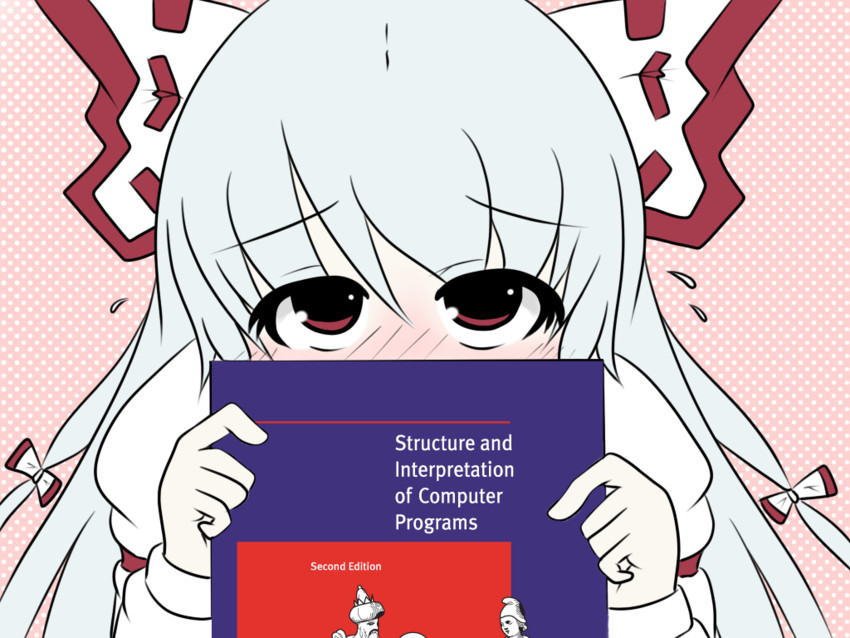 Structure and
Interpretation
of Computer
Programs
Second Edition